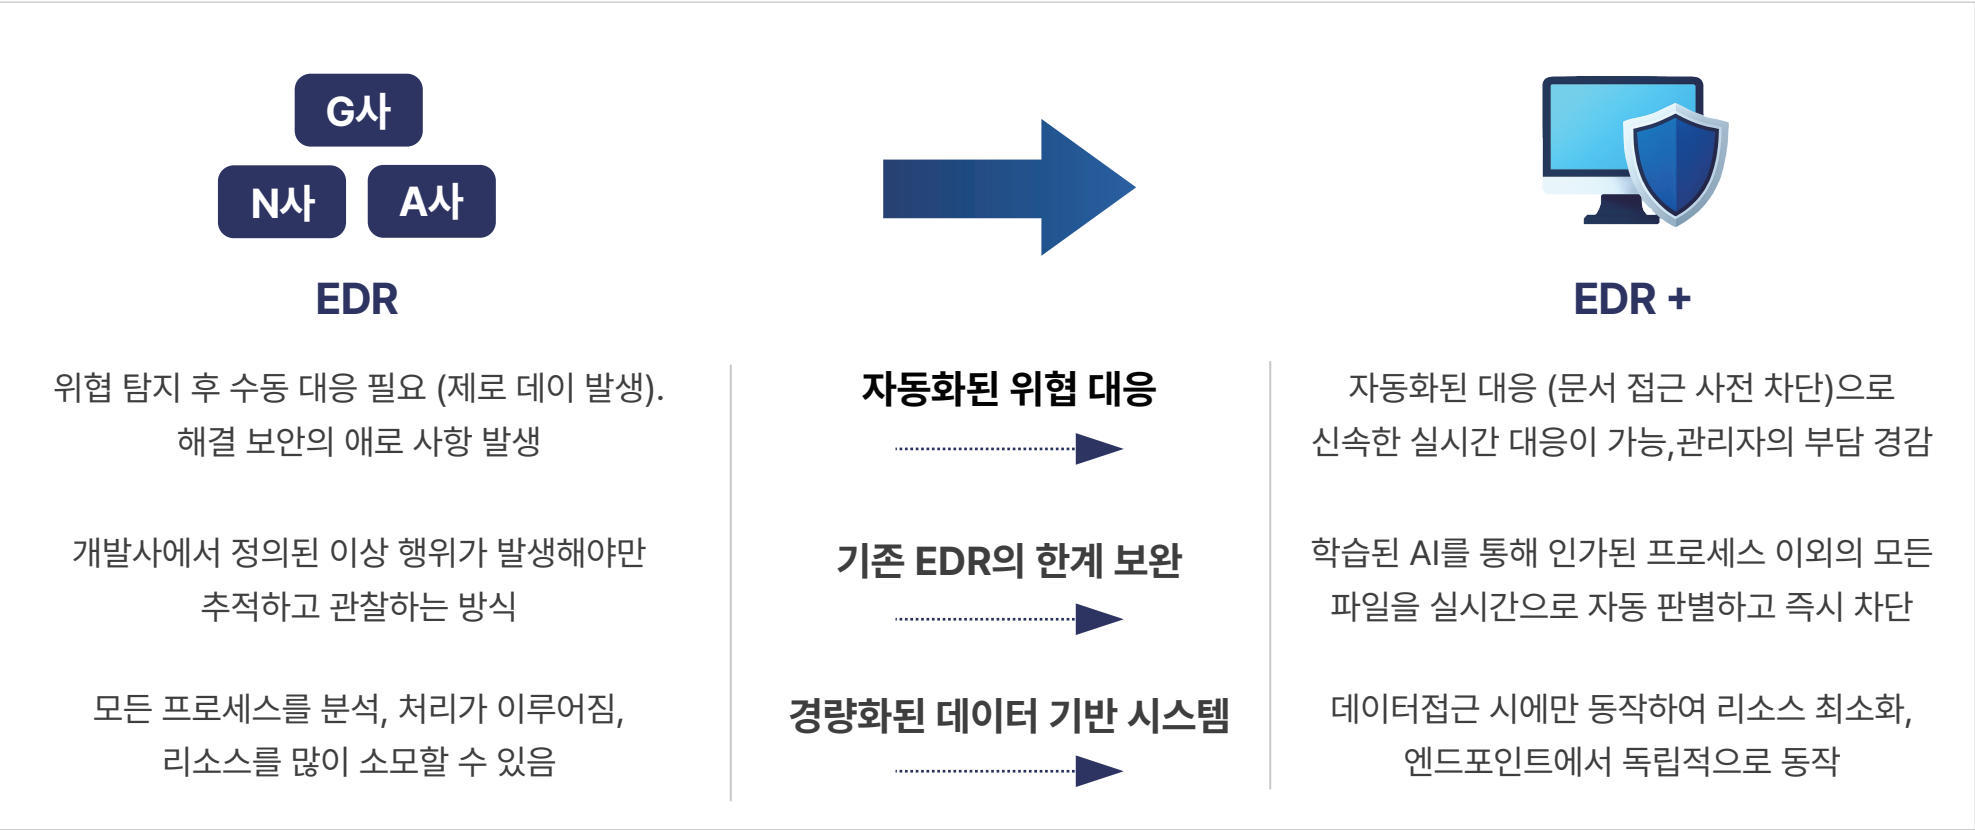 G사
N사
A사
EDR
EDR +
위협 탐지 후 수동 대응 필요 (제로 데이 발생).
해결 보안의 애로 사항 발생
자동화된 위협 대응
자동화된 대응 (문서 접근 사전 차단)으로
신속한 실시간 대응이 가능,관리자의 부담 경감
개발사에서 정의된 이상 행위가 발생해야만
추적하고 관찰하는 방식
기존 EDR의 한계 보완
학습된 AI를 통해 인가된 프로세스 이외의 모든
파일을 실시간으로 자동 판별하고 즉시 차단
모든 프로세스를 분석, 처리가 이루어짐,
리소스를 많이 소모할 수 있음
경량화된 데이터 기반 시스템
데이터접근 시에만 동작하여 리소스 최소화,
엔드포인트에서 독립적으로 동작